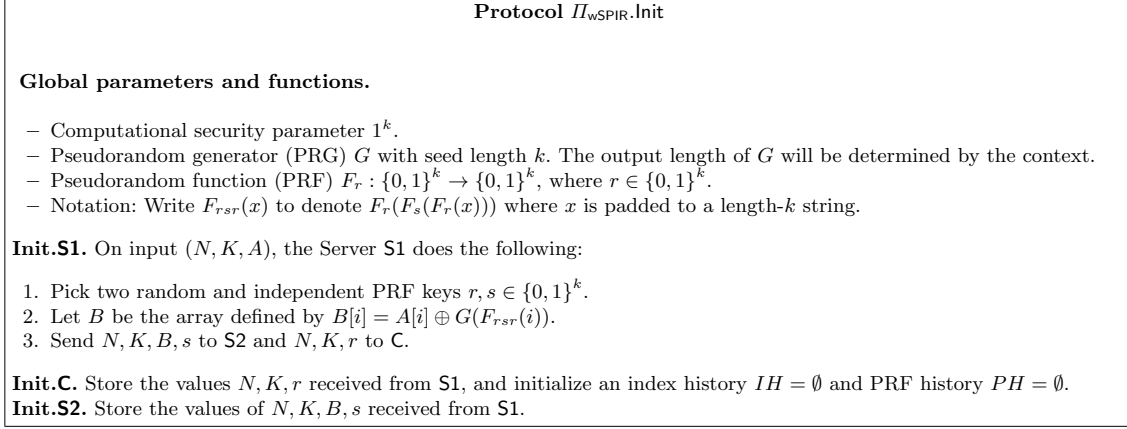 Protocol Π_wSPIR.Init
Global parameters and functions.
– Computational security parameter 1^k.
– Pseudorandom generator (PRG) G with seed length k. The output length of G will be determined by the context.
– Pseudorandom function (PRF) F_r : {0, 1}^k → {0, 1}^k, where r ∈ {0, 1}^k.
– Notation: Write F_rsr(x) to denote F_r(F_s(F_r(x))) where x is padded to a length-k string.
Init.S1. On input (N, K, A), the Server S1 does the following:
1. Pick two random and independent PRF keys r, s ∈ {0, 1}^k.
2. Let B be the array defined by B[i] = A[i] ⊕ G(F_rsr(i)).
3. Send N, K, B, s to S2 and N, K, r to C.
Init.C. Store the values N, K, r received from S1, and initialize an index history IH = ∅ and PRF history PH = ∅.
Init.S2. Store the values of N, K, B, s received from S1.